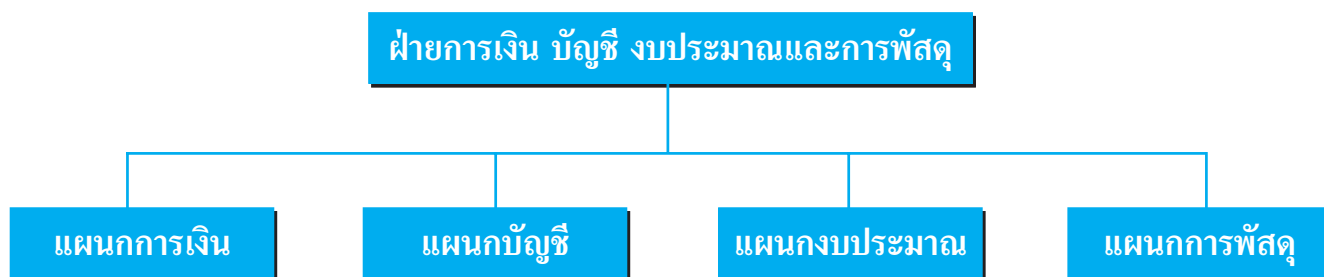 ฝ่ายการเงิน บัญชี งบประมาณและการพัสดุ
แผนกการเงิน
แผนกบัญชี
แผนกงบประมาณ
แผนกการพัสดุ